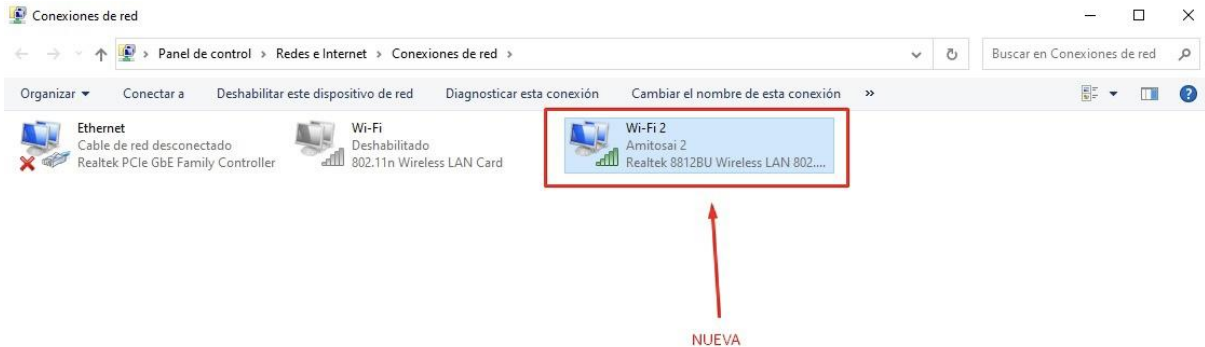 Conexiones de red
Panel de control > Redes e Internet > Conexiones de red >
Buscar en Conexiones de red
Organizar Conectar a Deshabilitar este dispositivo de red Diagnosticar esta conexión Cambiar el nombre de esta conexión »
Ethernet
Cable de red desconectado
Realtek PCIe GbE Family Controller
Wi-Fi
Deshabilitado
802.11n Wireless LAN Card
Wi-Fi 2
Amitosai 2
Realtek 8812BU Wireless LAN 802....
NUEVA